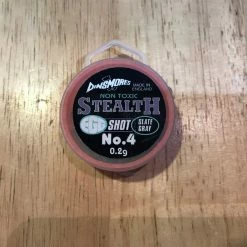 DINSMORES
MADE IN
ENGLAND
NON TOXIC
STEALTH
EGG SHOT
SLATE
GRAY
No.4
0.2g